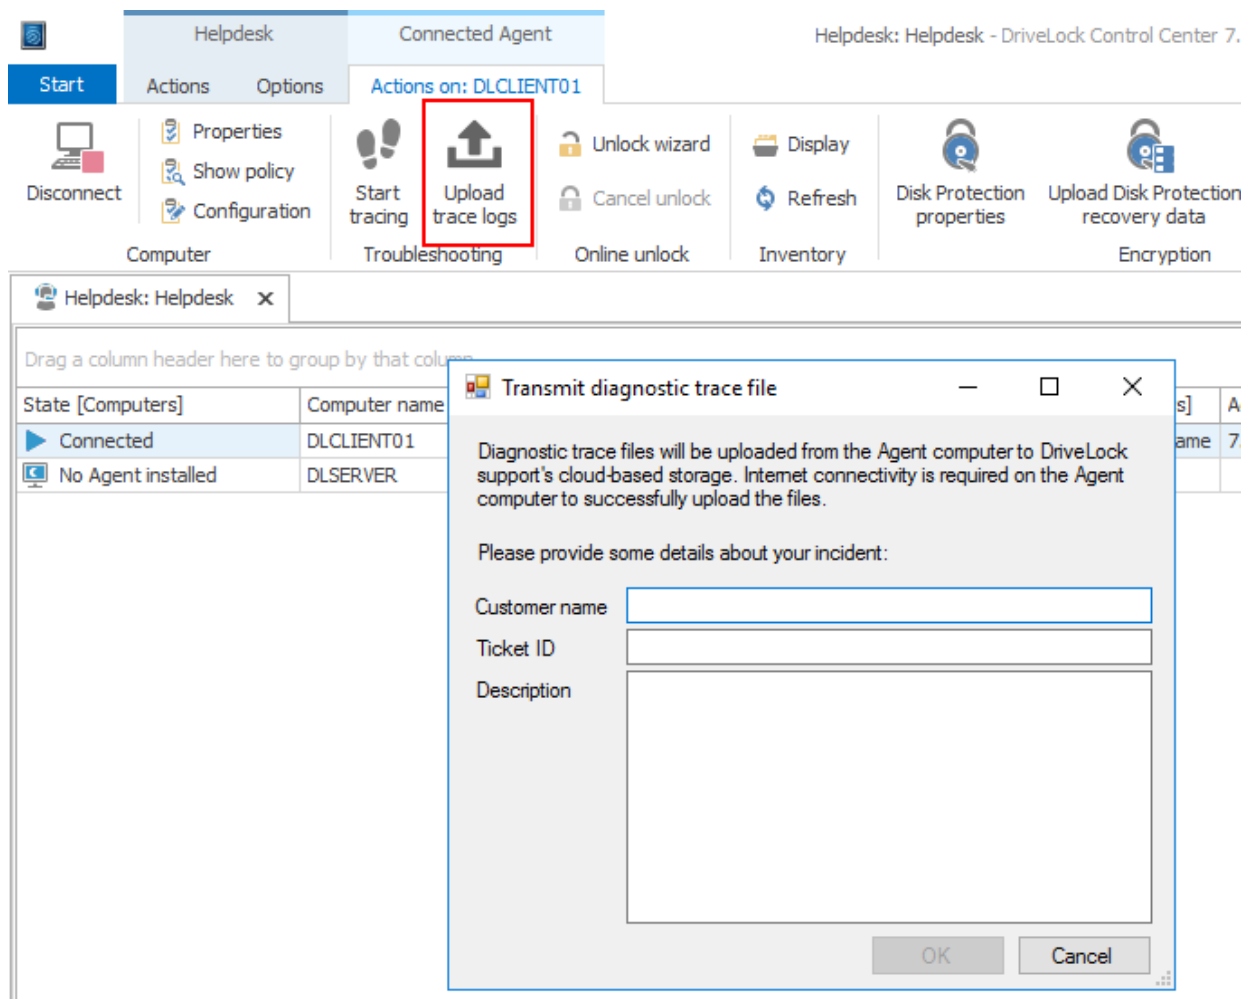 Helpdesk
Connected Agent
Helpdesk: Helpdesk - DriveLock Control Center 7.
Start
Actions
Options
Actions on: DLCLIENT01
Disconnect
Properties
Show policy
Configuration
Computer
Start
tracing
Upload
trace logs
Troubleshooting
Unlock wizard
Cancel unlock
Online unlock
Display
Refresh
Inventory
Disk Protection
properties
Upload Disk Protection
recovery data
Encryption
Helpdesk: Helpdesk
Drag a column header here to group by that column
State [Computers]
Computer name
s]
A
Connected
DLCLIENT01
ame
7.
No Agent installed
DLSERVER
Transmit diagnostic trace file
Diagnostic trace files will be uploaded from the Agent computer to DriveLock
support's cloud-based storage. Internet connectivity is required on the Agent
computer to successfully upload the files.
Please provide some details about your incident:
Customer name
Ticket ID
Description
OK
Cancel